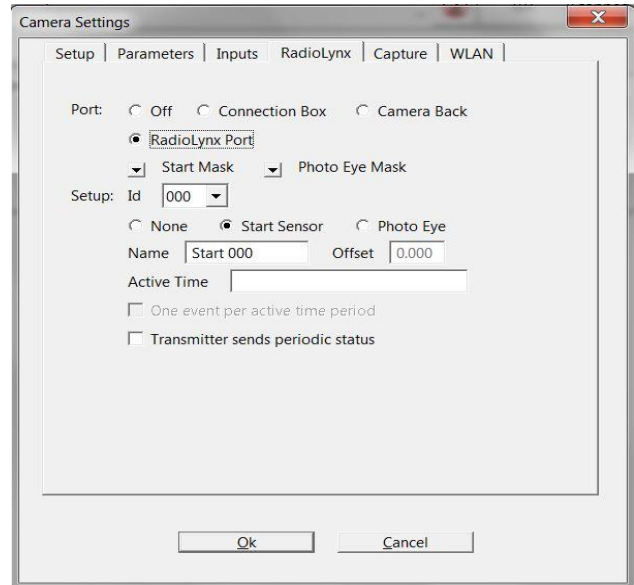 Camera Settings
Setup Parameters Inputs RadioLynx Capture WLAN
Port: Off Connection Box Camera Back
RadioLynx Port
Start Mask Photo Eye Mask
Setup: Id 000
None Start Sensor Photo Eye
Name Start 000 Offset 0.000
Active Time
One event per active time period
Transmitter sends periodic status
Ok Cancel